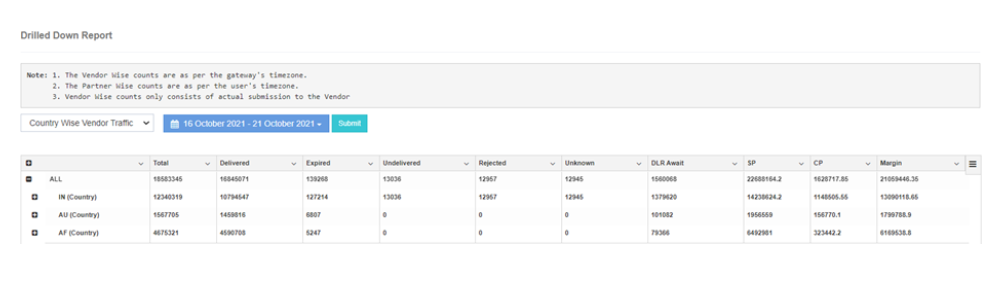 Drilled Down Report
Note: 1. The Vendor Wise counts are as per the gateway's timezone.
2. The Partner Wise counts are as per the user's timezone.
3. Vendor Wise counts only consists of actual submission to the Vendor
Country Wise Vendor Traffic 16 October 2021 - 21 October 2021 Submit
Total Delivered Expired Undelivered Rejected Unknown DLR Await SP CP Margin
ALL 18583345 16845071 139268 13036 12957 12945 1560068 22688164.2 1628717.85 21059446.35
IN (Country) 12340319 10794547 127214 13036 12957 12945 1379620 14238624.2 1148505.55 13090118.65
AU (Country) 1567705 1459816 6807 0 0 0 101082 1956559 156770.1 1799788.9
AF (Country) 4675321 4590708 5247 0 0 0 79366 6492981 323442.2 6169538.8